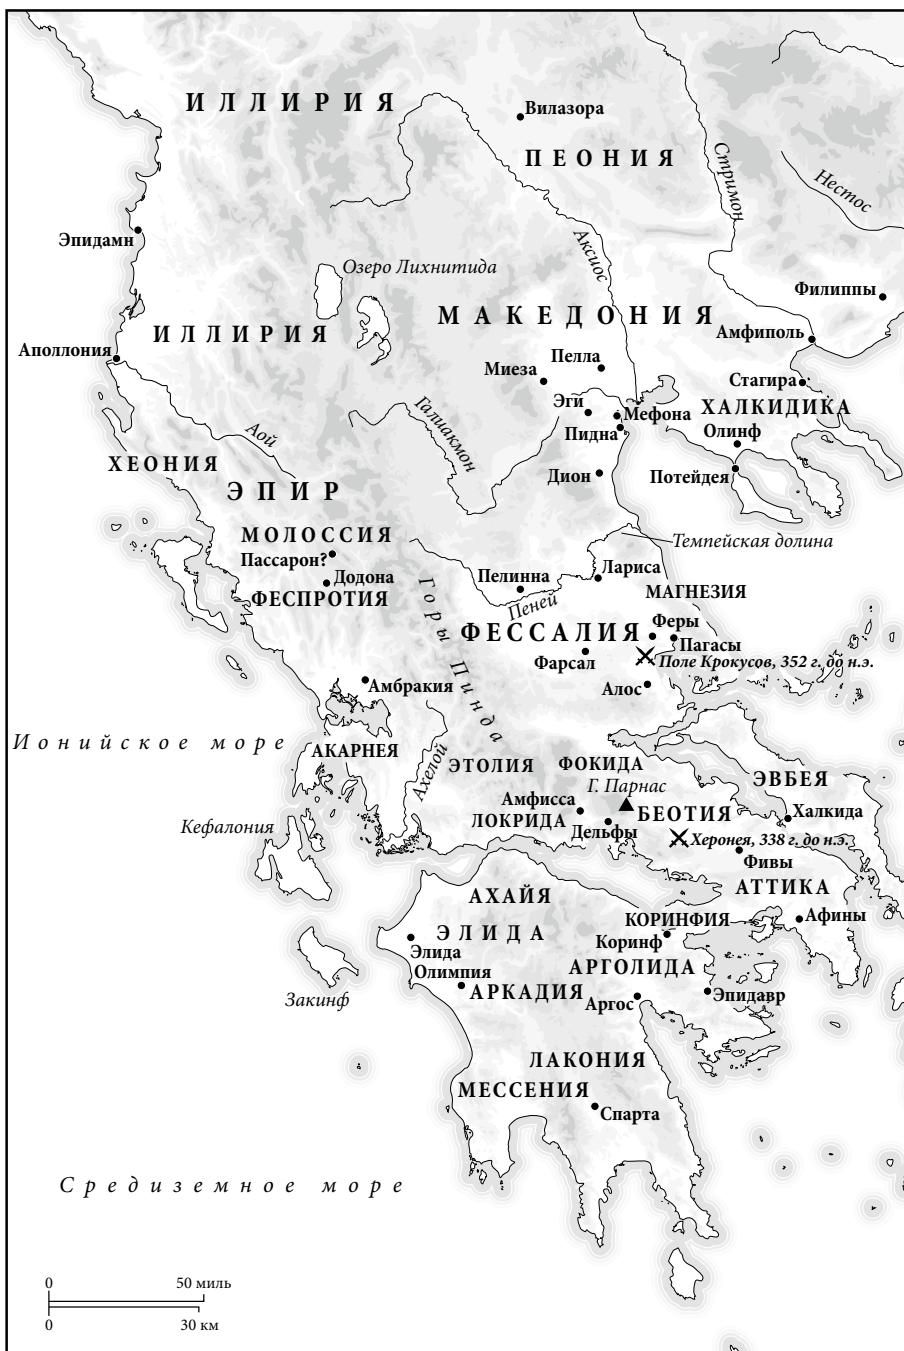 ИЛЛИРИЯ
Вилазора
ПЕОНИЯ
Стримон
Нестос
Эпидамн
Аксиос
Озеро Лихнитида
Филиппы
МАКЕДОНИЯ
ИЛЛИРИЯ
Амфиполь
Аполлония
Пелла
Миеза
Стагира
Эги
Мефона
ХАЛКИДИКА
Галиакмон
Пидна
Олинф
Аой
ХЕОНИЯ
Дион
Потейдея
ЭПИР
МОЛОССИЯ
Темпейская долина
Пассарон?
Додона
Пелинна
Лариса
ФЕСПРОТИЯ
МАГНЕЗИЯ
Пеней
Горы Пинда
ФЕССАЛИЯ
Феры
Пагасы
Фарсал
Поле Крокусов, 352 г. до н.э.
Амбракия
Алос
Ионийское море
АКАРНЕЯ
Ахелой
ЭТОЛИЯ
ФОКИДА
ЭВБЕЯ
Г. Парнас
Амфисса
БЕОТИЯ
Халкида
Кефалония
ЛОКРИДА
Дельфы
Херонея, 338 г. до н.э.
Фивы
АТТИКА
АХАЙЯ
КОРИНФИЯ
Афины
ЭЛИДА
Коринф
Элида
Олимпия
АРГОЛИДА
Закинф
АРКАДИЯ
Аргос
Эпидавр
ЛАКОНИЯ
МЕССЕНИЯ
Спарта
Средиземное море
0
50 миль
0
30 км